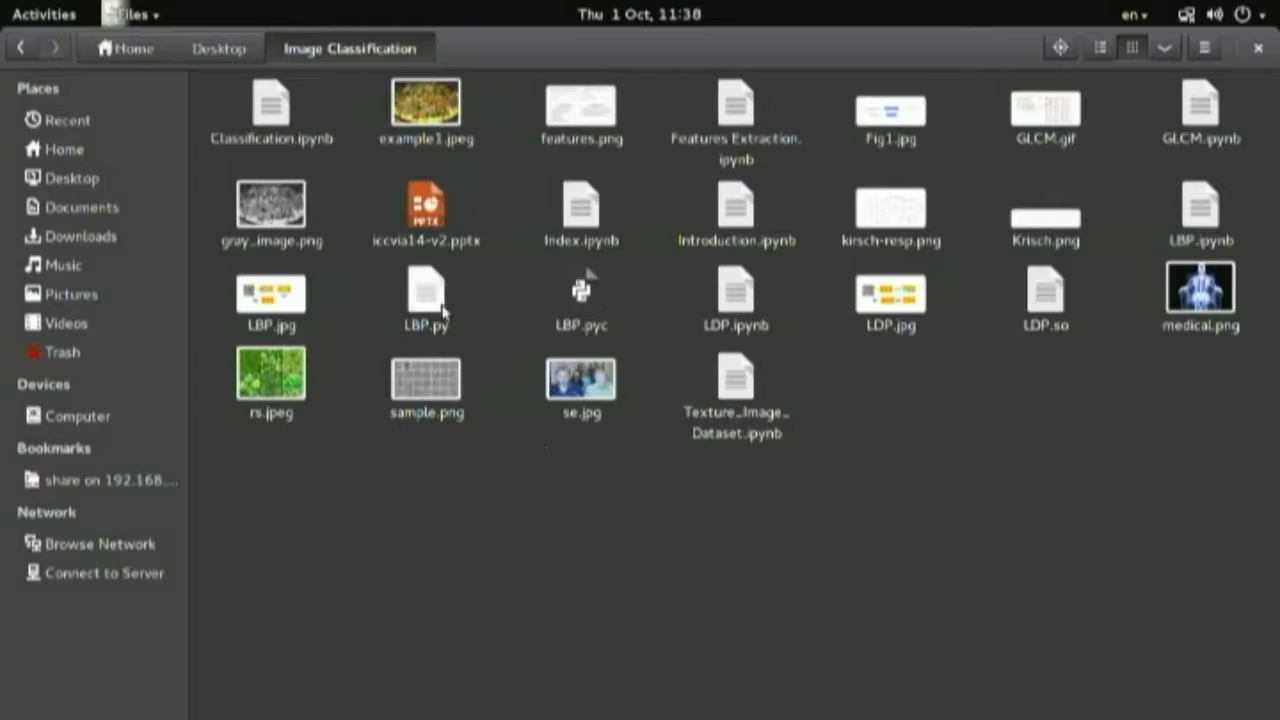 Activities
Files
Thu 1 Oct, 11:38
en
Home
Desktop
Image Classification
Places
Recent
Home
Desktop
Documents
Downloads
Music
Pictures
Videos
Trash
Devices
Computer
Bookmarks
share on 192.168....
Network
Browse Network
Connect to Server
Classification.ipynb
example1.jpeg
features.png
Features Extraction.
ipynb
Fig1.jpg
GLCM.gif
GLCM.ipynb
gray_image.png
PPTX
iccvia14-v2.pptx
Index.ipynb
Introduction.ipynb
kirsch-resp.png
Krisch.png
LBP.ipynb
LBP.jpg
LBP.py
LBP.pyc
LDP.ipynb
LDP.jpg
LDP.so
medical.png
rs.jpeg
sample.png
se.jpg
Texture_Image_
Dataset.ipynb